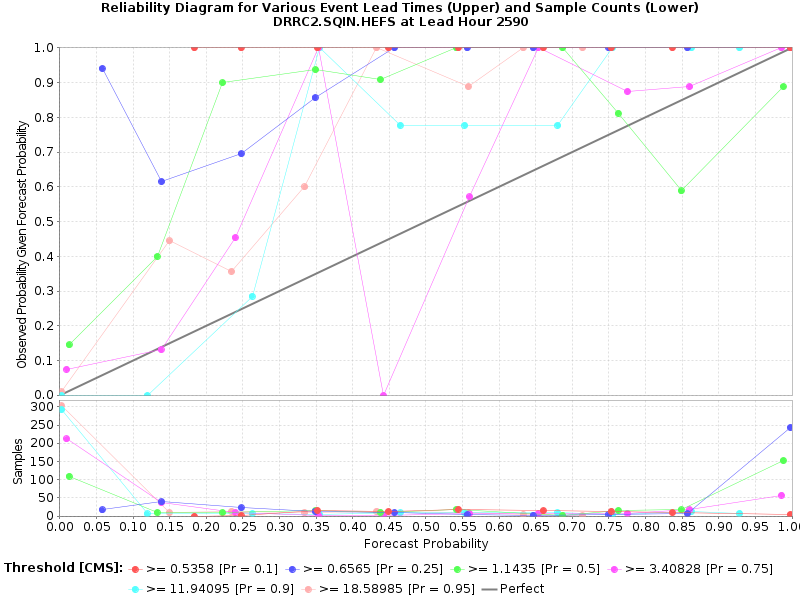 Reliability Diagram for Various Event Lead Times (Upper) and Sample Counts (Lower)
DRRC2.SQIN.HEFS at Lead Hour 2590
Observed Probability Given Forecast Probability
1.0
0.9
0.8
0.7
0.6
0.5
0.4
0.3
0.2
0.1
0.0
Samples
300
250
200
150
100
50
0
0.00 0.05 0.10 0.15 0.20 0.25 0.30 0.35 0.40 0.45 0.50 0.55 0.60 0.65 0.70 0.75 0.80 0.85 0.90 0.95 1.0
Forecast Probability
Threshold [CMS]: >= 0.5358 [Pr = 0.1] >= 0.6565 [Pr = 0.25] >= 1.1435 [Pr = 0.5] >= 3.40828 [Pr = 0.75]
>= 11.94095 [Pr = 0.9] >= 18.58985 [Pr = 0.95] Perfect